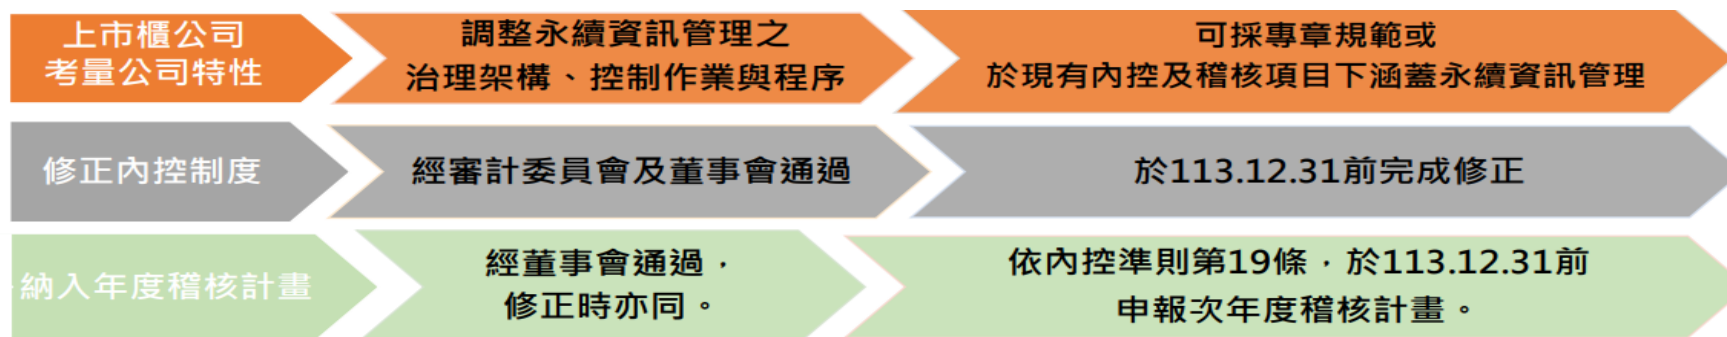 上市櫃公司
考量公司特性
調整永續資訊管理之
治理架構、控制作業與程序
可採專章規範或
於現有內控及稽核項目下涵蓋永續資訊管理
修正內控制度
經審計委員會及董事會通過
於113.12.31前完成修正
納入年度稽核計畫
經董事會通過，
修正時亦同。
依內控準則第19條，於113.12.31前
申報次年度稽核計畫。